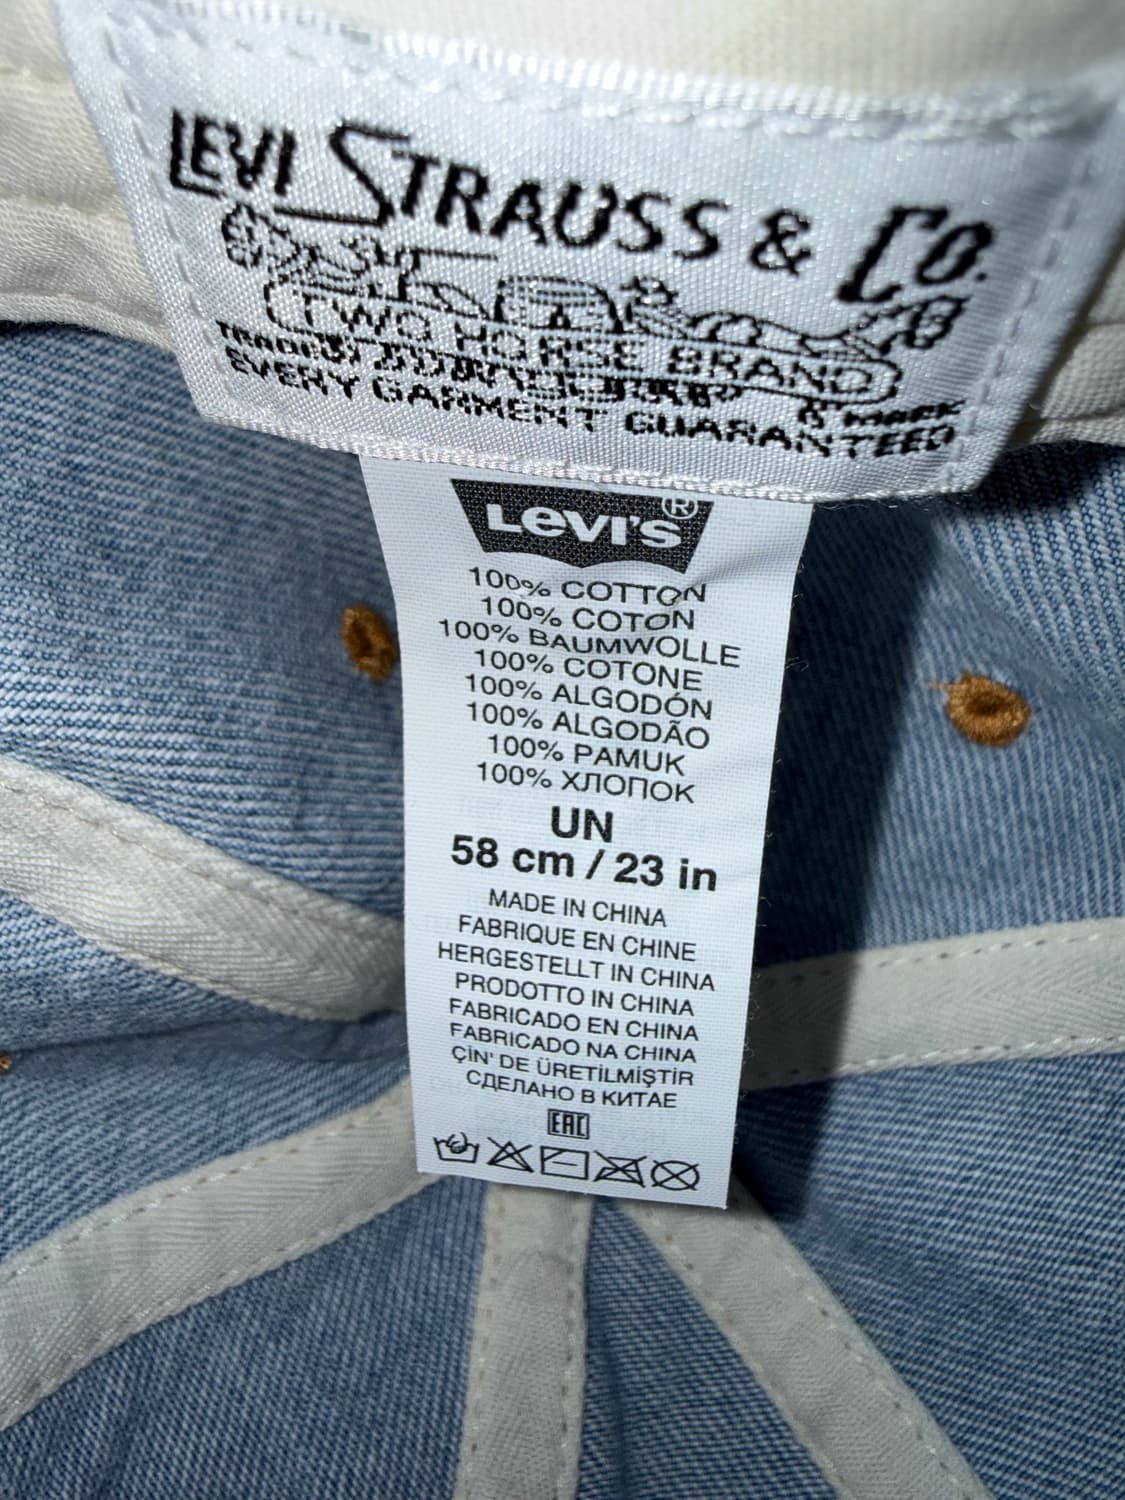 LEVI STRAUSS & CO.
TWO HORSE BRAND
EVERY GARMENT GUARANTEED
LEVI'S®
100% COTTON
100% COTON
100% BAUMWOLLE
100% COTONE
100% ALGODÓN
100% ALGODÃO
100% PAMUK
100% ХЛОПОК
UN
58 cm / 23 in
MADE IN CHINA
FABRIQUE EN CHINE
HERGESTELLT IN CHINA
PRODOTTO IN CHINA
FABRICADO EN CHINA
FABRICADO NA CHINA
ÇİN' DE ÜRETİLMİŞTİR
СДЕЛАНО В КИТАЕ
EAC